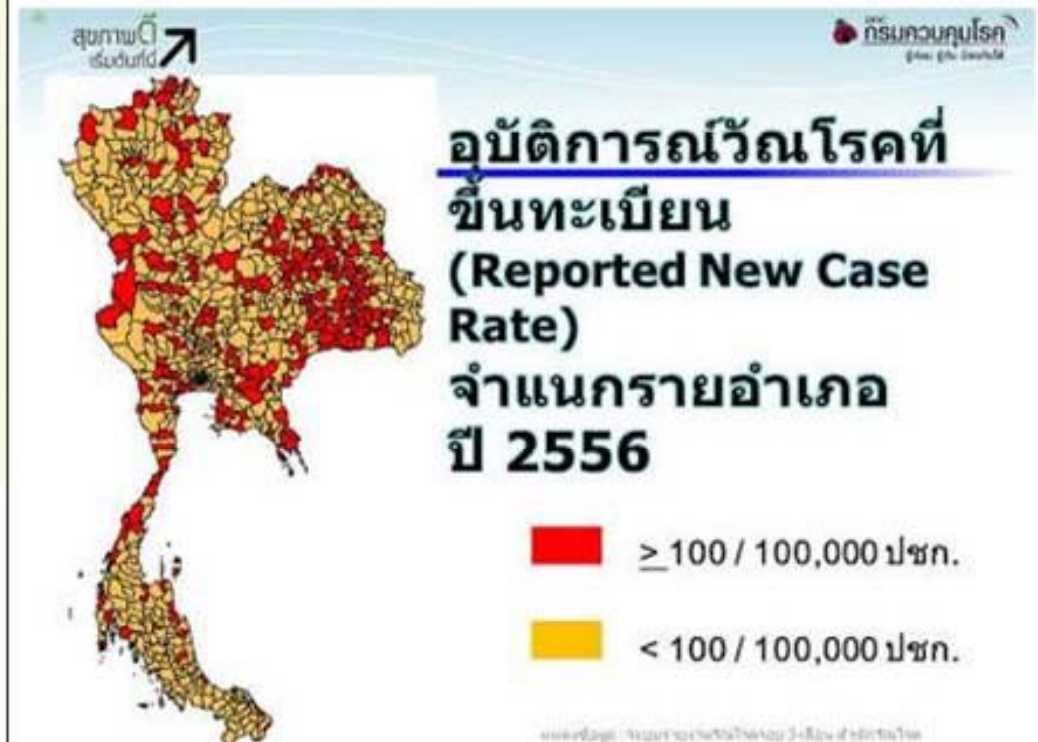 สุขภาพดี
เริ่มต้นที่นี่
กรมควบคุมโรค
อุบัติการณ์วัณโรคที่
ขึ้นทะเบียน
(Reported New Case
Rate)
จำแนกรายอำเภอ
ปี 2556
≥ 100 / 100,000 ปชก.
< 100 / 100,000 ปชก.